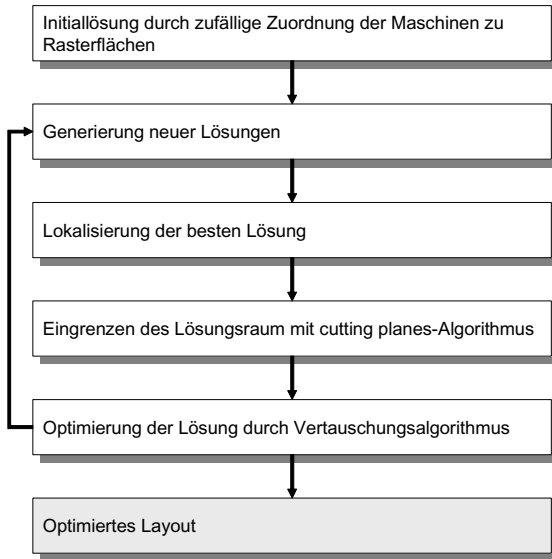 Initiallösung durch zufällige Zuordnung der Maschinen zu
Rasterflächen
Generierung neuer Lösungen
Lokalisierung der besten Lösung
Eingrenzen des Lösungsraum mit cutting planes-Algorithmus
Optimierung der Lösung durch Vertauschungsalgorithmus
Optimiertes Layout